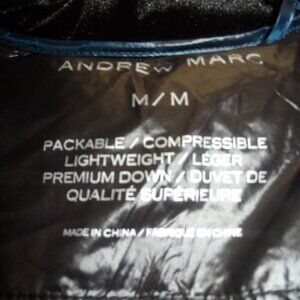 ANDREW MARC
M/M
PACKABLE / COMPRESSIBLE
LIGHTWEIGHT / LÉGER
PREMIUM DOWN / DUVET DE
QUALITÉ SUPÉRIEURE
MADE IN CHINA / FABRIQUÉ EN CHINE